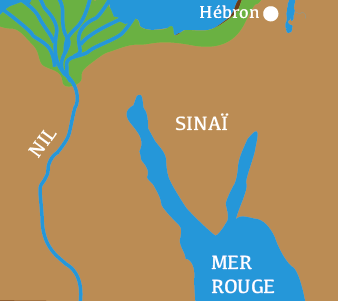 Hébron
SINAÏ
NIL
MER
ROUGE